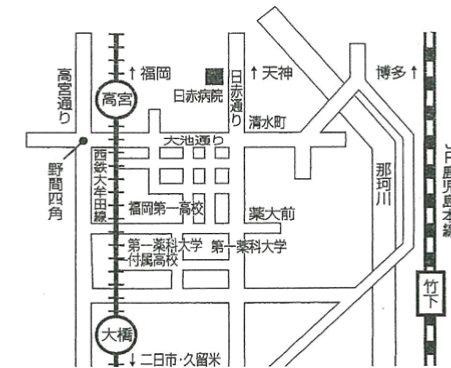 ↑福岡
↑天神
博多↑
高宮通り
高宮
日赤病院
日赤通り
清水町
大池通り
野間四角
西鉄大牟田線
福岡第一高校
薬大前
那珂川
JR鹿児島本線
第一薬科大学
付属高校
第一薬科大学
竹下
大橋
↓二日市・久留米